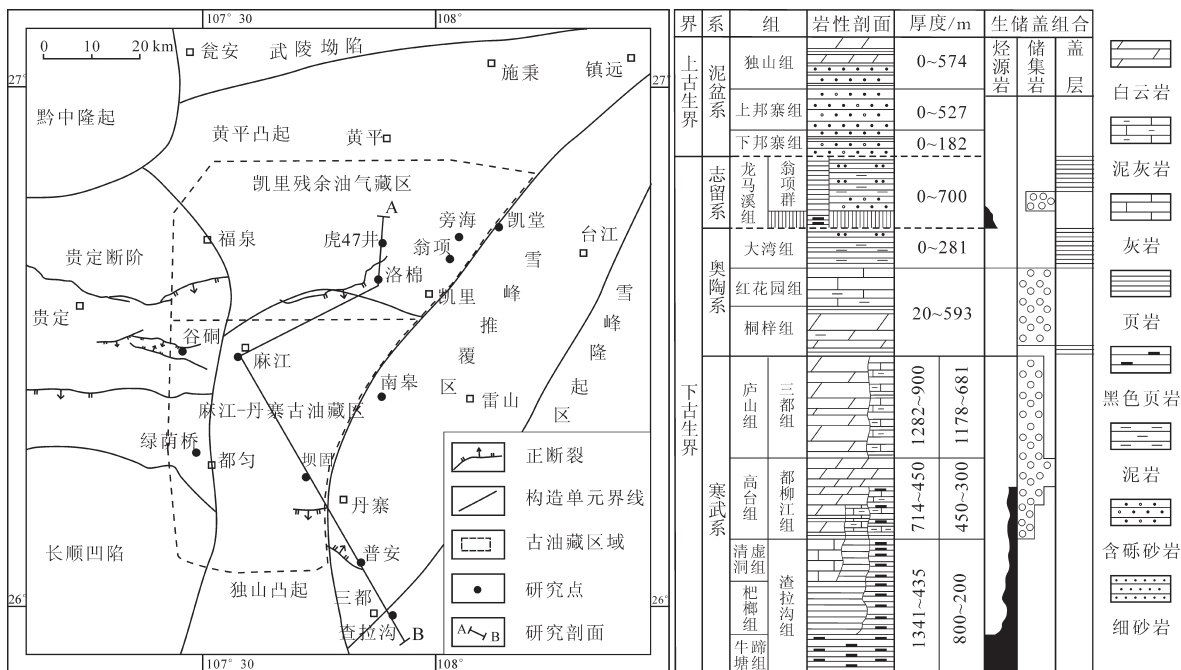 107° 30
108°
0 10 20 km
瓮安
武陵坳陷
施秉
镇远
27°
27°
黔中隆起
黄平凸起
黄平
凯里残余油气藏区
A
旁海
凯堂
虎47井
翁项
台江
福泉
贵定断阶
洛棉
凯里
雪峰推覆区
雪峰隆起区
贵定
谷硐
麻江
南皋
麻江-丹寨古油藏区
雷山
绿荫桥
都匀
坝固
丹寨
长顺凹陷
普安
独山凸起
三都
查拉沟
B
26°
26°
107° 30
108°
正断裂
构造单元界线
古油藏区域
研究点
A B 研究剖面
界 系 组 岩性剖面 厚度/m 生储盖组合
烃源岩 储集岩 盖层
上古生界
泥盆系
独山组
0~574
上邦寨组
0~527
下邦寨组
0~182
下古生界
志留系
龙马溪组
翁项群
0~700
奥陶系
大湾组
0~281
红花园组
桐梓组
20~593
寒武系
庐山组
三都组
1282~900
1178~681
高台组
都柳江组
714~450
450~300
清虚洞组
杷榔组
牛蹄塘组
渣拉沟组
1341~435
800~200
白云岩
泥灰岩
灰岩
页岩
黑色页岩
泥岩
含砾砂岩
细砂岩